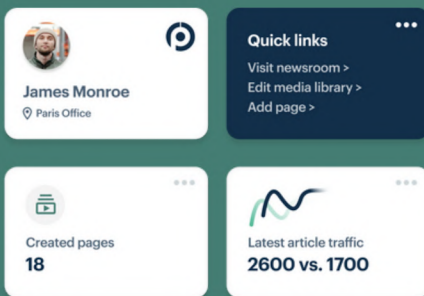 James Monroe
Paris Office
Quick links
Visit newsroom >
Edit media library >
Add page >
Created pages
18
Latest article traffic
2600 vs. 1700